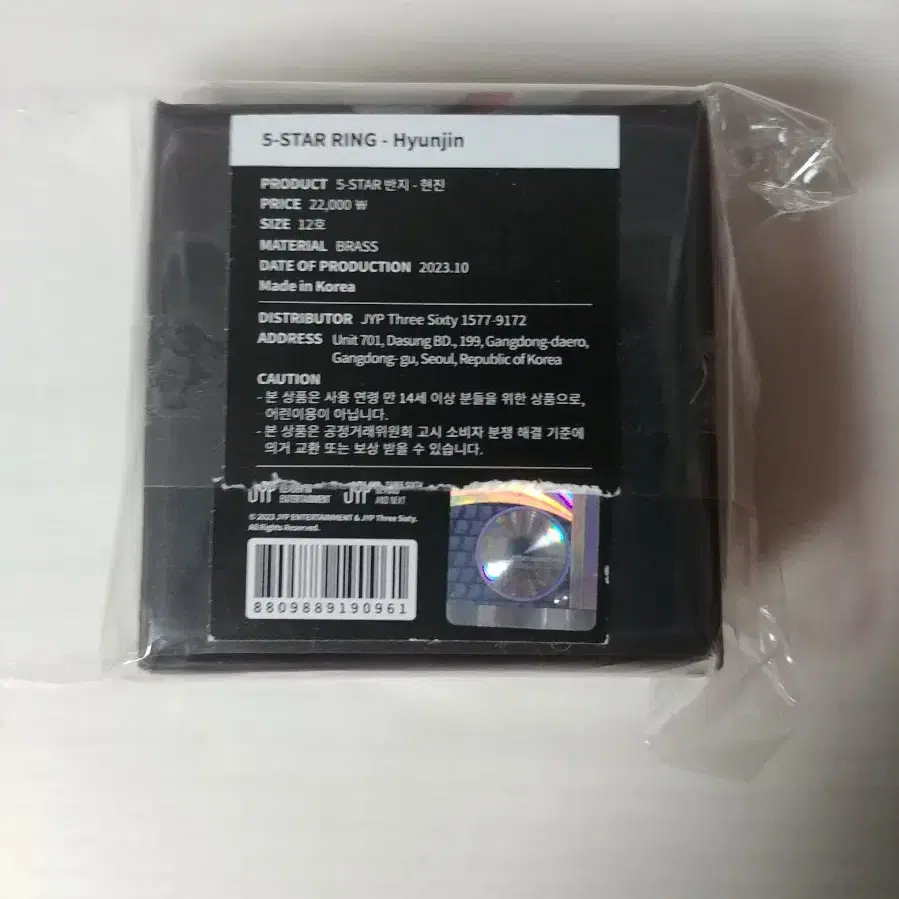 5-STAR RING - Hyunjin
PRODUCT 5-STAR 반지 - 현진
PRICE 22,000 ₩
SIZE 12호
MATERIAL BRASS
DATE OF PRODUCTION 2023.10
Made in Korea
DISTRIBUTOR JYP Three Sixty 1577-9172
ADDRESS Unit 701, Dasung BD., 199, Gangdong-daero,
Gangdong- gu, Seoul, Republic of Korea
CAUTION
- 본 상품은 사용 연령 만 14세 이상 분들을 위한 상품으로,
어린이용이 아닙니다.
- 본 상품은 공정거래위원회 고시 소비자 분쟁 해결 기준에
의거 교환 또는 보상 받을 수 있습니다.
JYP ENTERTAINMENT JYP AND NEXT
© 2023 JYP ENTERTAINMENT & JYP Three Sixty.
All Rights Reserved.
8809889190961